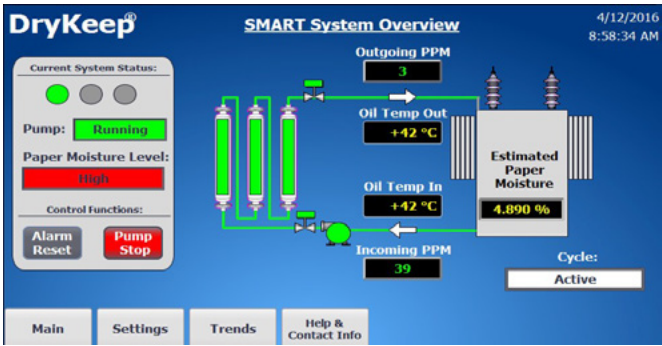 DryKeep®
SMART System Overview
4/12/2016
8:58:34 AM
Current System Status:
Pump: Running
Paper Moisture Level:
High
Control Functions:
Alarm
Reset
Pump
Stop
Outgoing PPM
3
Oil Temp Out
+42 °C
Oil Temp In
+42 °C
Incoming PPM
39
Estimated
Paper
Moisture
4.890 %
Cycle:
Active
Main
Settings
Trends
Help &
Contact Info